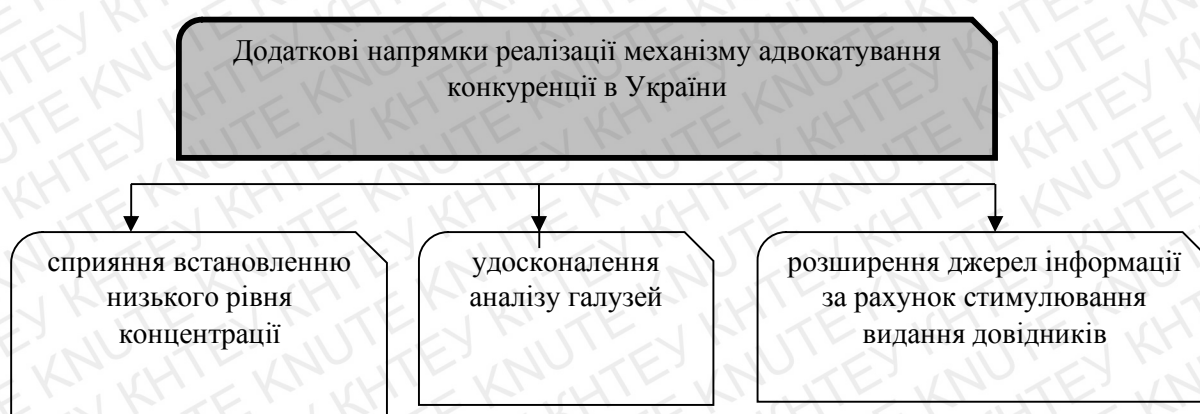 Додаткові напрямки реалізації механізму адвокатування
конкуренції в України
сприяння встановленню
низького рівня
концентрації
удосконалення
аналізу галузей
розширення джерел інформації
за рахунок стимулювання
видання довідників